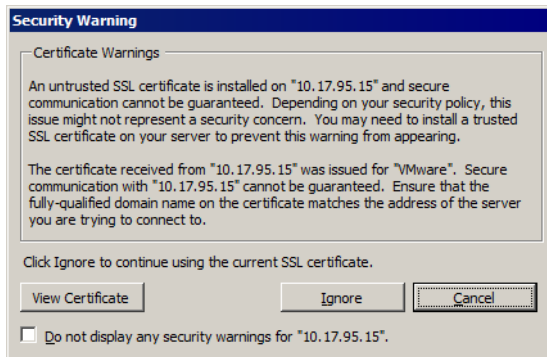 Security Warning
Certificate Warnings
An untrusted SSL certificate is installed on "10.17.95.15" and secure
communication cannot be guaranteed. Depending on your security policy, this
issue might not represent a security concern. You may need to install a trusted
SSL certificate on your server to prevent this warning from appearing.
The certificate received from "10.17.95.15" was issued for "VMware". Secure
communication with "10.17.95.15" cannot be guaranteed. Ensure that the
fully-qualified domain name on the certificate matches the address of the server
you are trying to connect to.
Click Ignore to continue using the current SSL certificate.
View Certificate
Ignore
Cancel
Do not display any security warnings for "10.17.95.15".